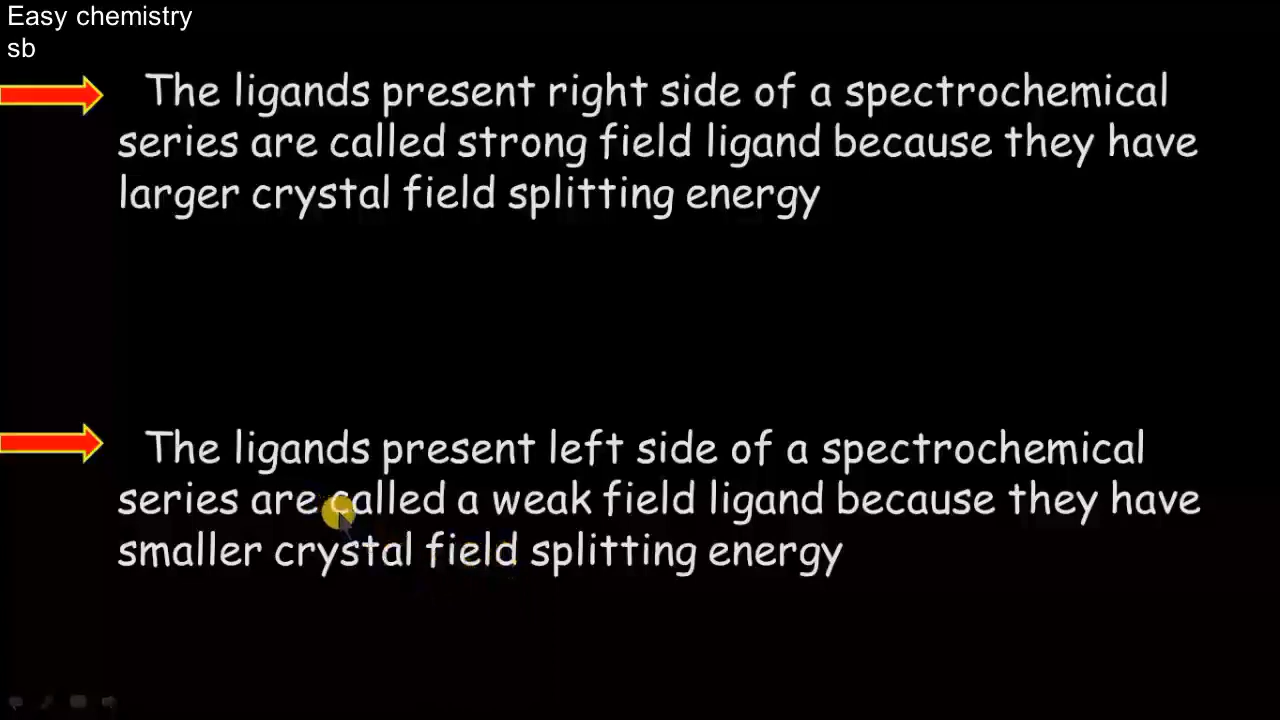 Easy chemistry
sb
The ligands present right side of a spectrochemical
series are called strong field ligand because they have
larger crystal field splitting energy
The ligands present left side of a spectrochemical
series are called a weak field ligand because they have
smaller crystal field splitting energy